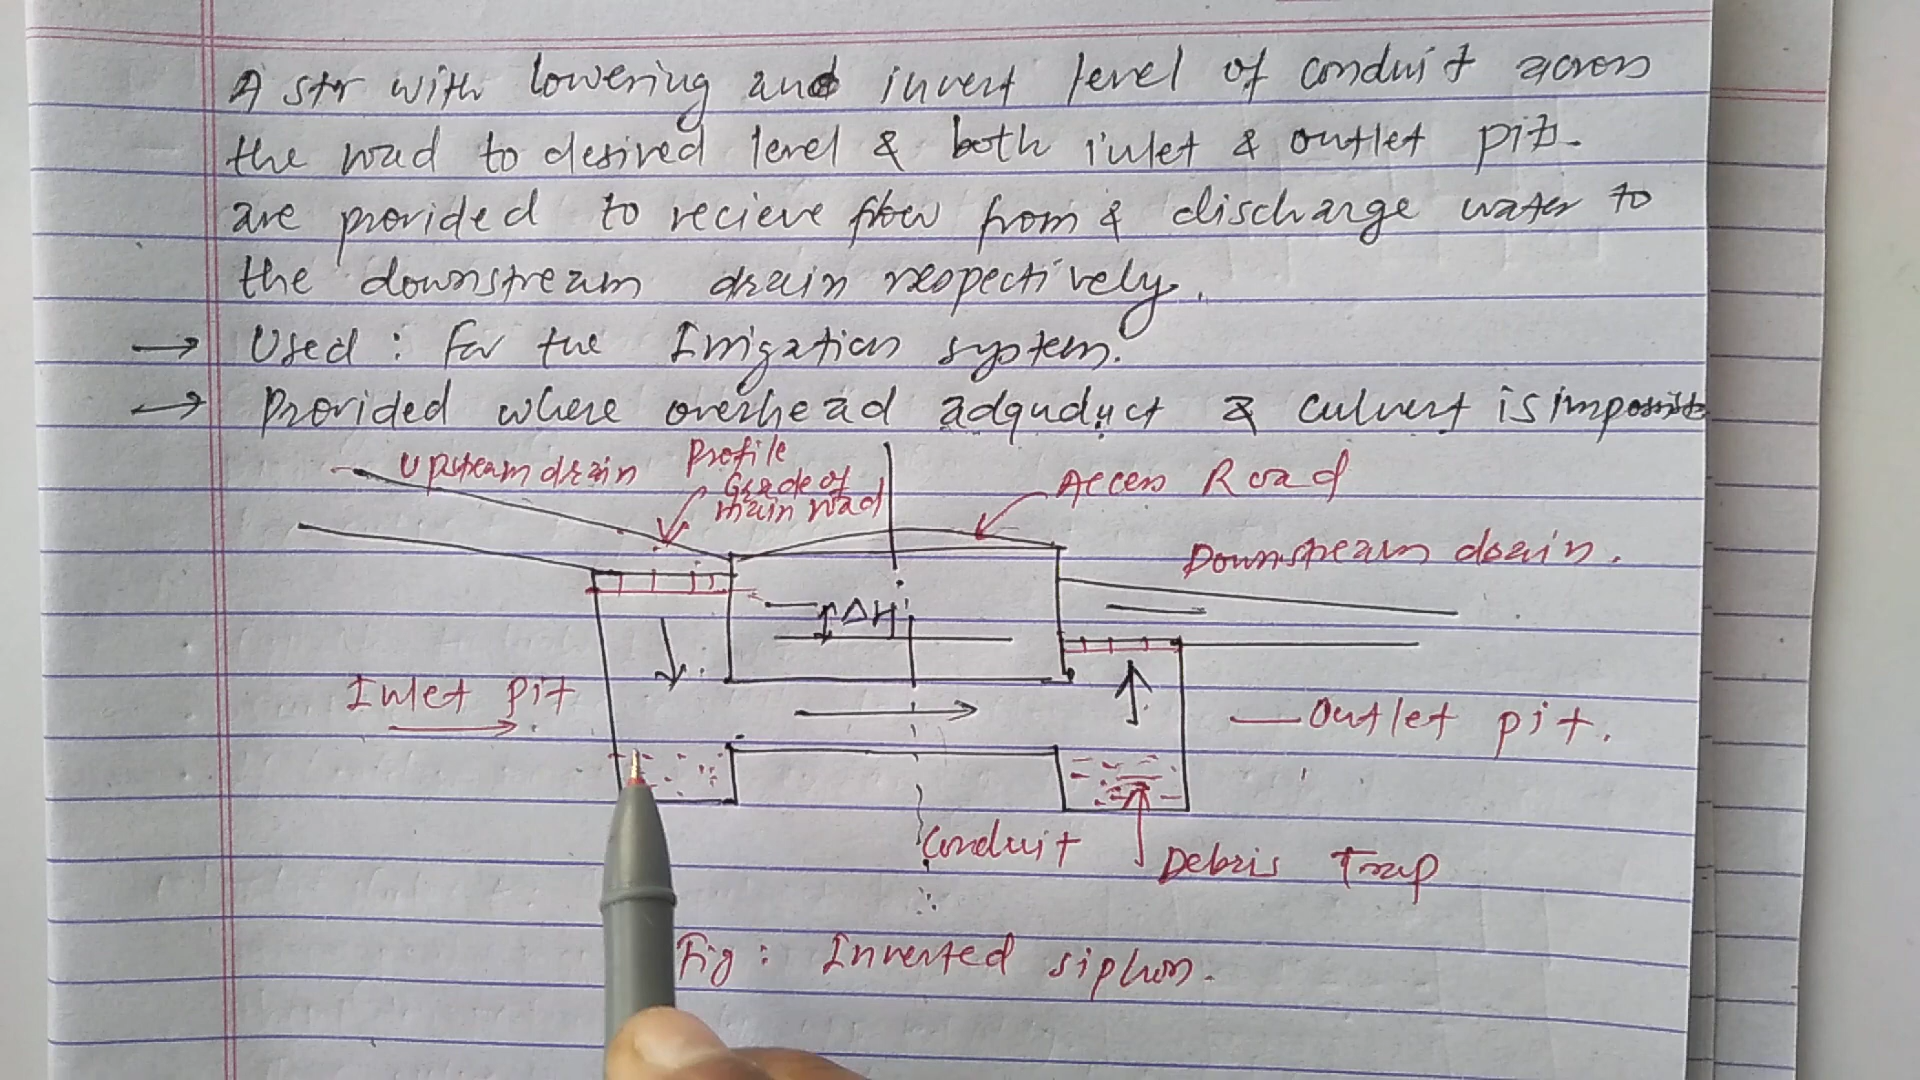 A str with lowering and invert level of conduit across
the road to desired level & both inlet & outlet pits.
are provided to recieve flow from & discharge water to
the downstream drain respectively.
→ Used : For the Irrigation system.
→ Provided where overhead adquduct & culvert is impossible
Upstream drain
Profile
Grade of
main road
Access Road
Downstream drain.
ΔH
Inlet pit
Outlet pit.
Conduit
Debris Trap
Fig : Inverted siphon.